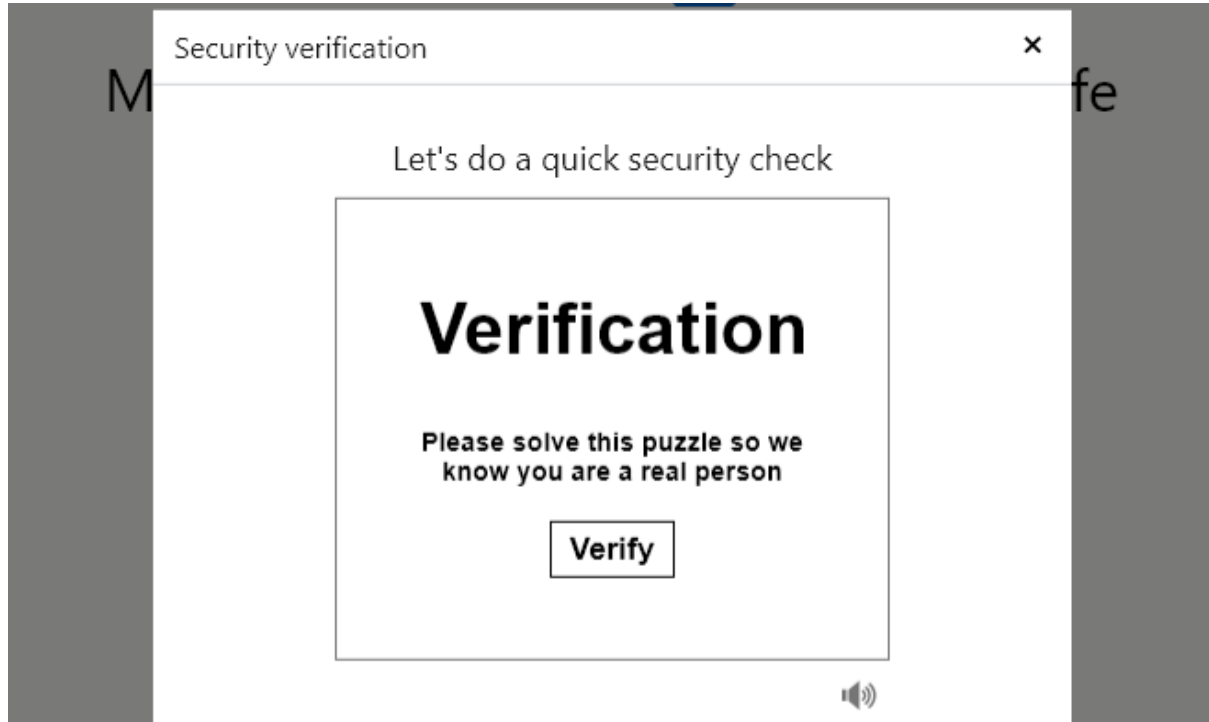 Security verification
M fe
Let's do a quick security check
Verification
Please solve this puzzle so we
know you are a real person
Verify